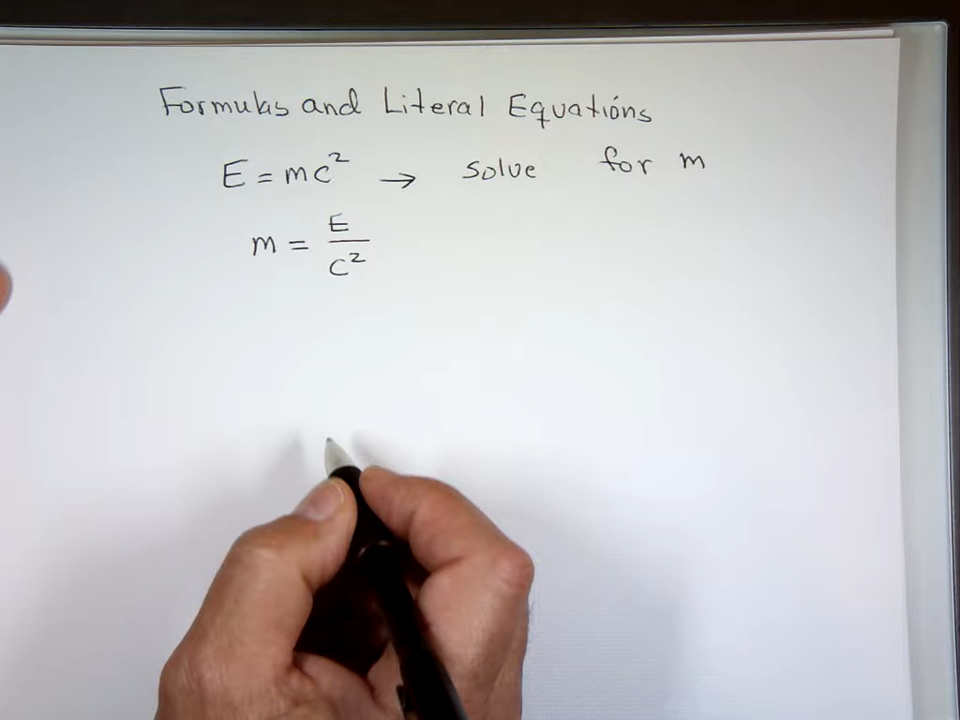 Formulas and Literal Equations
E = mc² → solve for m
m = E/c²